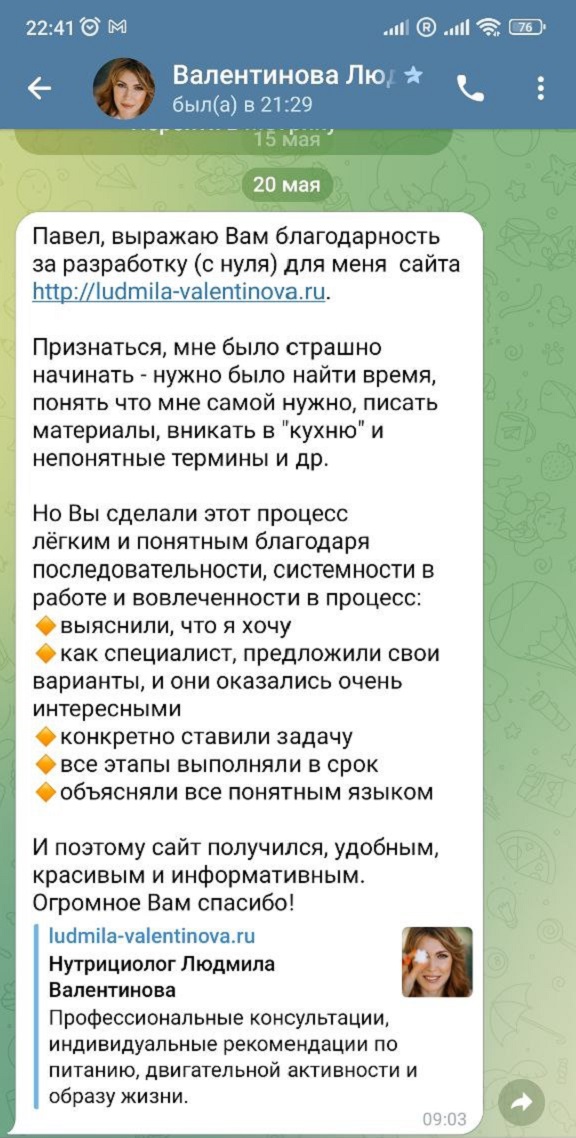 22:41
R
76
Валентинова Лю
был(а) в 21:29
15 мая
20 мая
Павел, выражаю Вам благодарность
за разработку (с нуля) для меня сайта
http://ludmila-valentinova.ru.
Признаться, мне было страшно
начинать - нужно было найти время,
понять что мне самой нужно, писать
материалы, вникать в "кухню" и
непонятные термины и др.
Но Вы сделали этот процесс
лёгким и понятным благодаря
последовательности, системности в
работе и вовлеченности в процесс:
🔶выяснили, что я хочу
🔶как специалист, предложили свои
варианты, и они оказались очень
интересными
🔶конкретно ставили задачу
🔶все этапы выполняли в срок
🔶объясняли все понятным языком
И поэтому сайт получился, удобным,
красивым и информативным.
Огромное Вам спасибо!
ludmila-valentinova.ru
Нутрициолог Людмила
Валентинова
Профессиональные консультации,
индивидуальные рекомендации по
питанию, двигательной активности и
образу жизни.
09:03